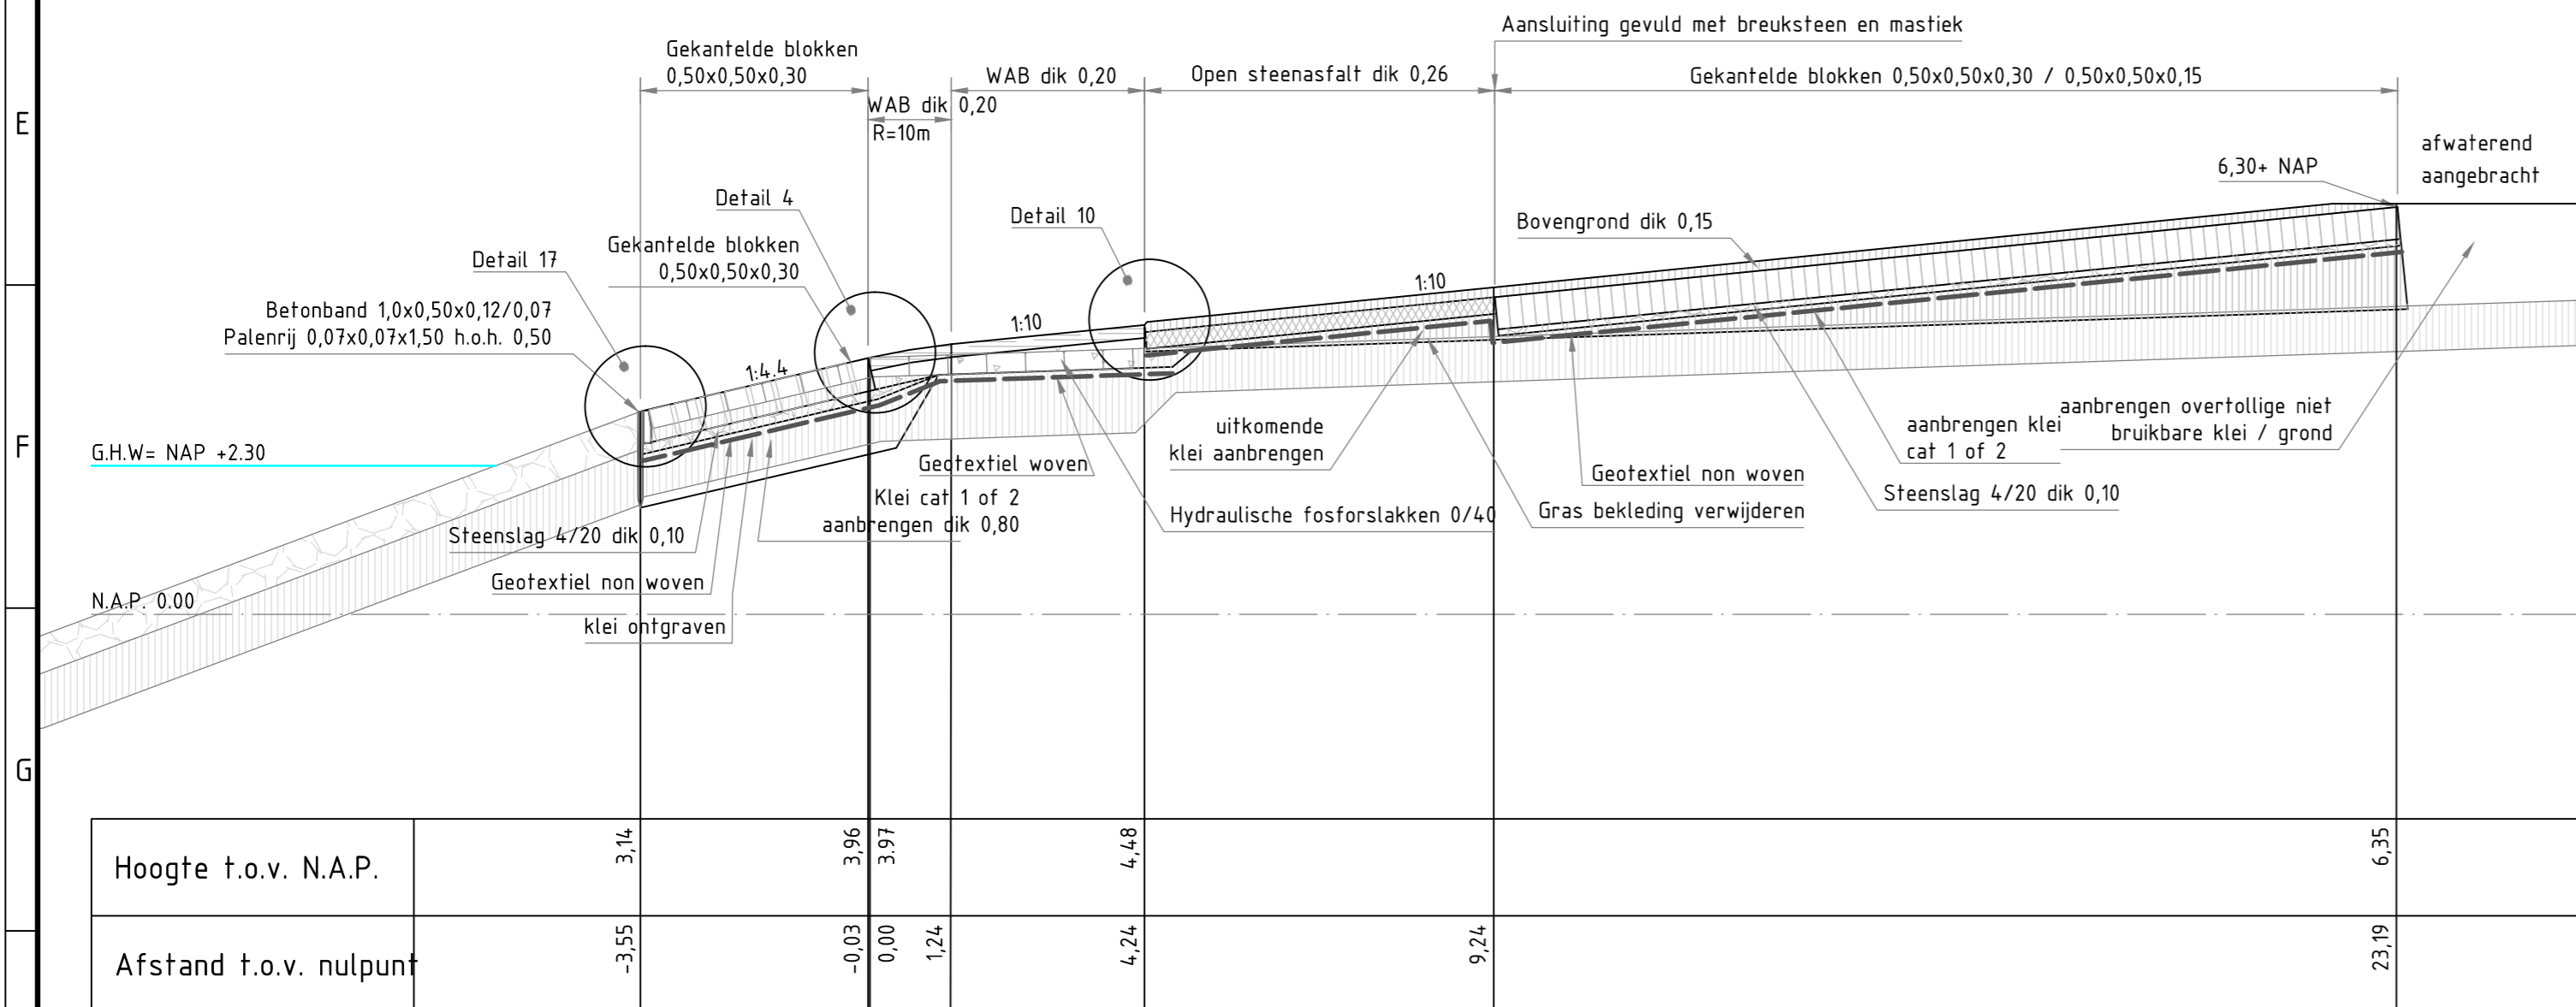 Aansluiting gevuld met breuksteen en mastiek
Gekantelde blokken
0,50x0,50x0,30
WAB dik 0,20
Open steenasfalt dik 0,26
Gekantelde blokken 0,50x0,50x0,30 / 0,50x0,50x0,15
WAB dik 0,20
R=10m
E
afwaterend
aangebracht
6,30+ NAP
Detail 4
Detail 10
Bovengrond dik 0,15
Gekantelde blokken
0,50x0,50x0,30
Detail 17
1:10
Betonband 1,0x0,50x0,12/0,07
Palenrij 0,07x0,07x1,50 h.o.h. 0,50
1:10
1:4.4
F
G.H.W= NAP +2.30
uitkomende
klei aanbrengen
aanbrengen klei
cat 1 of 2
aanbrengen overtollige niet
bruikbare klei / grond
Geotextiel woven
Geotextiel non woven
Klei cat 1 of 2
aanbrengen dik 0,80
Steenslag 4/20 dik 0,10
Hydraulische fosforslakken 0/40
Gras bekleding verwijderen
Steenslag 4/20 dik 0,10
Geotextiel non woven
N.A.P. 0.00
klei ontgraven
G
Hoogte t.o.v. N.A.P.
3,14
3,96
3.97
4,48
6,35
Afstand t.o.v. nulpunt
-3,55
-0,03
0,00
1,24
4,24
9,24
23,19